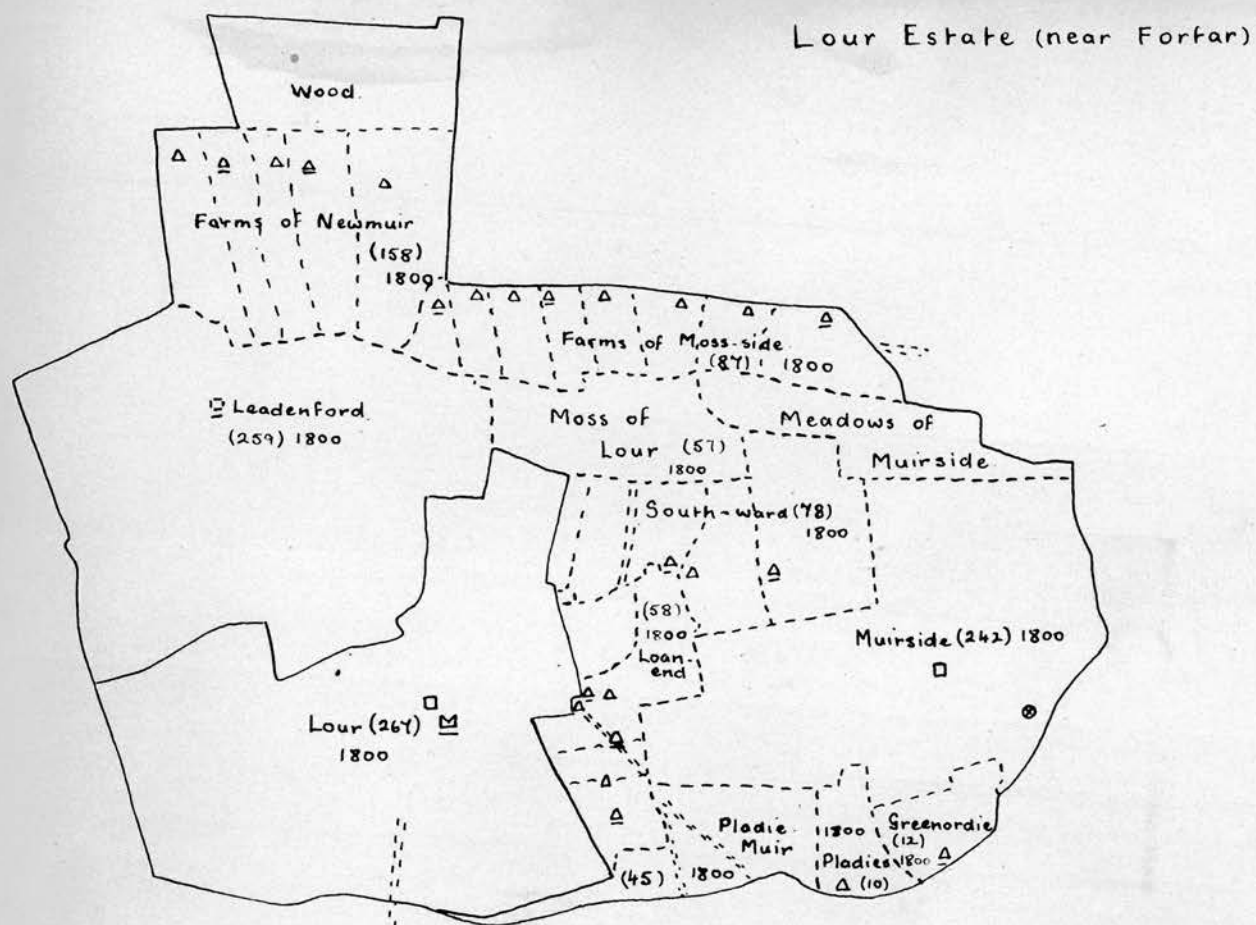 Lour Estate (near Forfar)
Wood.
Farms of Newmuir
(158)
1800
Farms of Moss-side
(87) 1800
Leadenford
(259) 1800
Moss of
Lour (57)
1800
Meadows of
Muirside
South-ward (78)
1800
(58)
1800
Loan-
end
Muirside (242) 1800
Lour (267)
1800
Pladie
Muir
1800
(45)
1800
Pladies
(10)
Greenordie
(12)
1800